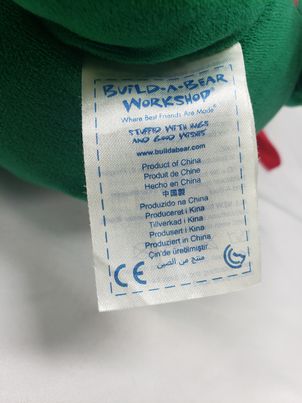 BUILD-A-BEAR
WORKSHOP®
Where Best Friends Are Made®
STUFFED WITH HUGS
AND GOOD WISHES®
www.buildabear.com
Product of China
Produit de Chine
Hecho en China
中国製
Produzido na China
Produceret i Kina
Tillverkad i Kina
Produsert i Kina
Produziert in China
Çin'de üretilmiştir
منتج من الصين
CE